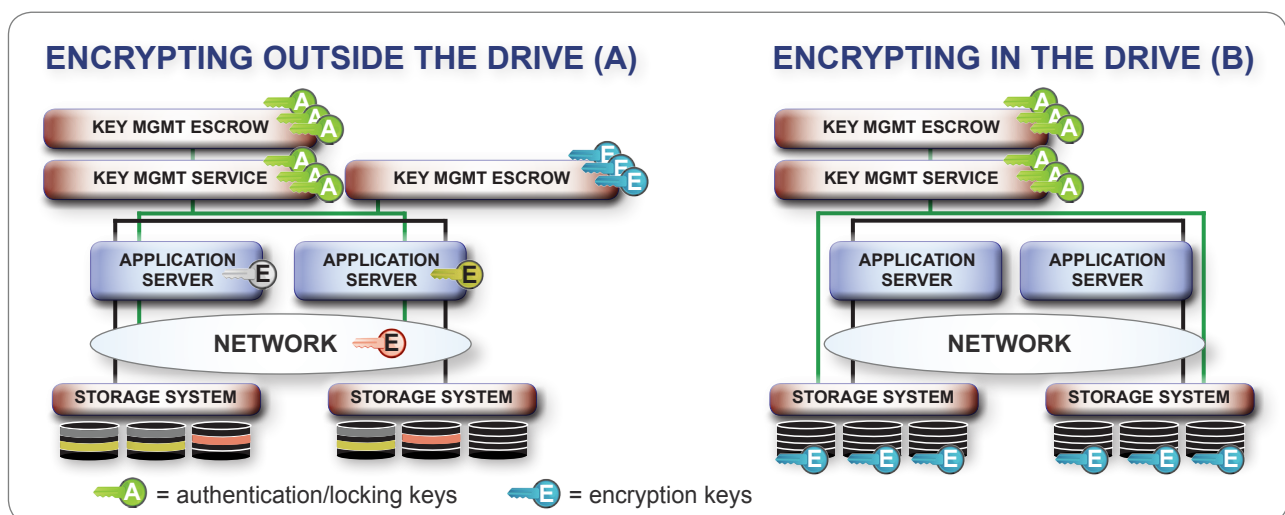 ENCRYPTING OUTSIDE THE DRIVE (A)
A
A
A
KEY MGMT ESCROW
A
A
A
KEY MGMT SERVICE
E
E
E
KEY MGMT ESCROW
APPLICATION
SERVER
E
APPLICATION
SERVER
E
NETWORK
E
STORAGE SYSTEM
STORAGE SYSTEM
ENCRYPTING IN THE DRIVE (B)
A
A
A
KEY MGMT ESCROW
A
A
A
KEY MGMT SERVICE
APPLICATION
SERVER
APPLICATION
SERVER
NETWORK
STORAGE SYSTEM
STORAGE SYSTEM
E
E
E
E
E
E
A = authentication/locking keys
E = encryption keys